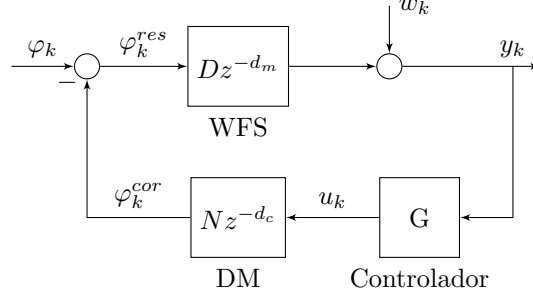 w_k
φ_k
φ_k^{res}
Dz^{-d_m}
y_k
−
WFS
φ_k^{cor}
Nz^{-d_c}
u_k
G
DM
Controlador